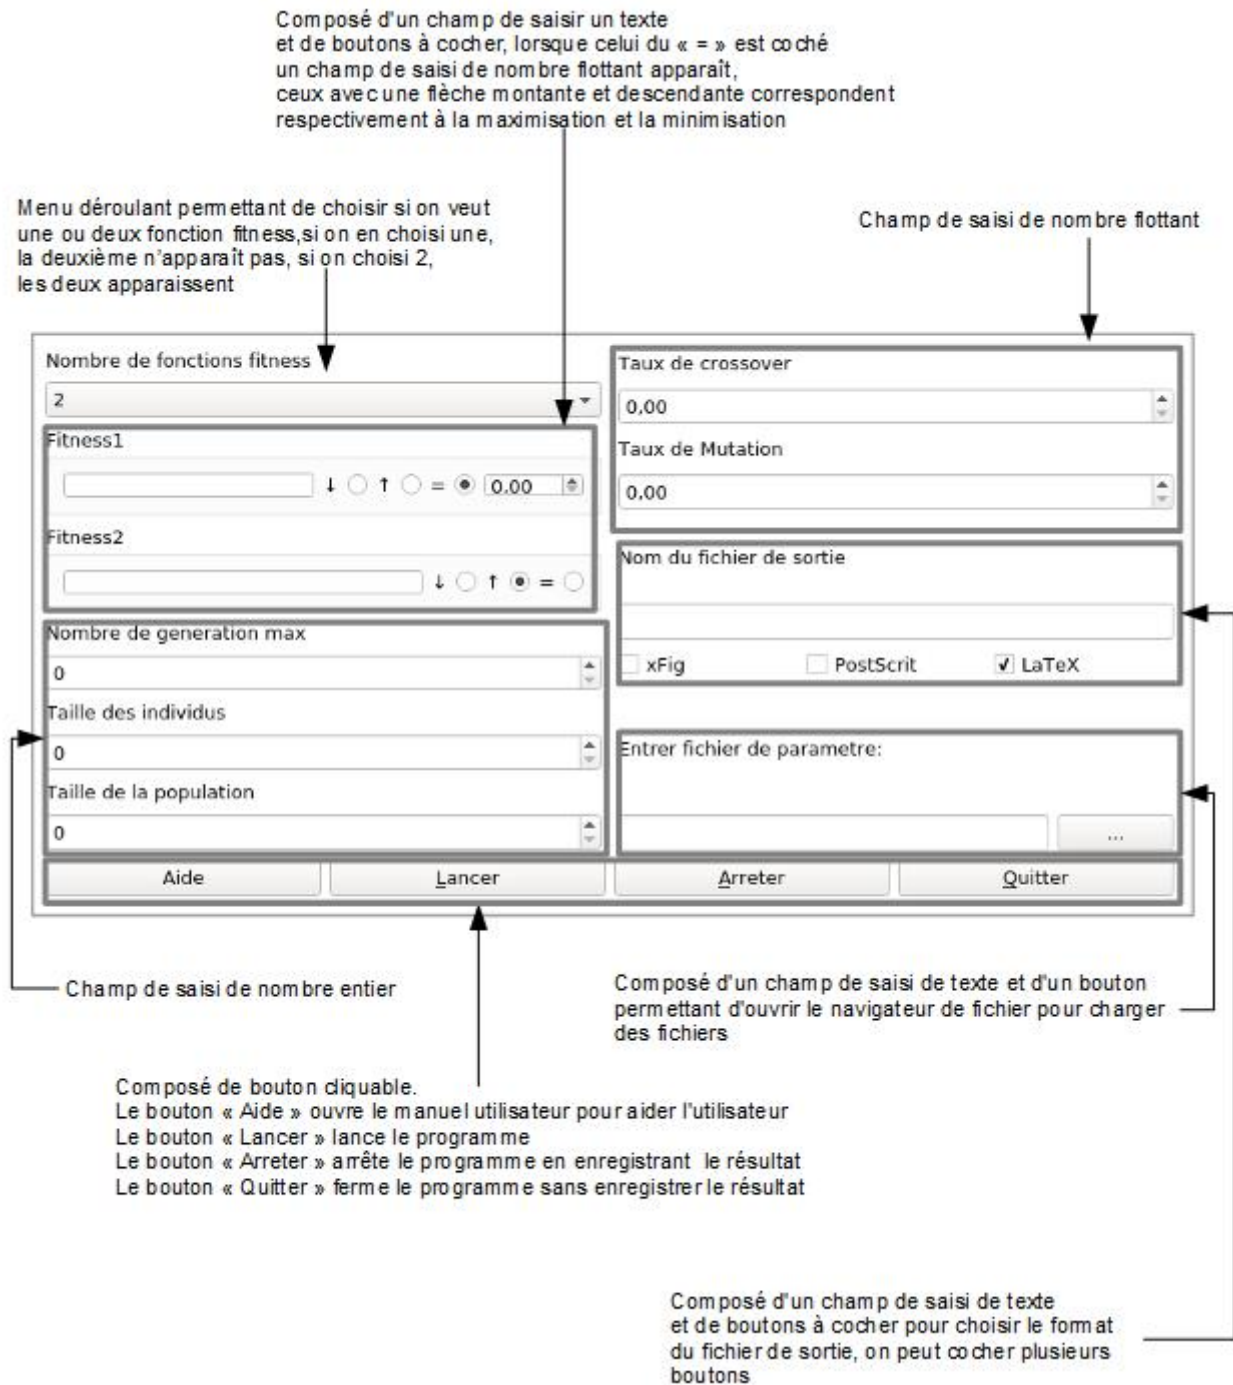 Composé d'un champ de saisir un texte
et de boutons à cocher, lorsque celui du « = » est coché
un champ de saisi de nombre flottant apparaît,
ceux avec une flèche montante et descendante correspondent
respectivement à la maximisation et la minimisation
Menu déroulant permettant de choisir si on veut
une ou deux fonction fitness,si on en choisi une,
la deuxième n'apparaît pas, si on choisi 2,
les deux apparaissent
Champ de saisi de nombre flottant
Nombre de fonctions fitness
2
Fitness1
↓ ↑ = 0,00
Fitness2
↓ ↑ =
Nombre de generation max
0
Taille des individus
0
Taille de la population
0
Taux de crossover
0,00
Taux de Mutation
0,00
Nom du fichier de sortie
xFig PostScrit LaTeX
Entrer fichier de parametre:
...
Aide Lancer Arreter Quitter
Champ de saisi de nombre entier
Composé d'un champ de saisi de texte et d'un bouton
permettant d'ouvrir le navigateur de fichier pour charger
des fichiers
Composé de bouton cliquable.
Le bouton « Aide » ouvre le manuel utilisateur pour aider l'utilisateur
Le bouton « Lancer » lance le programme
Le bouton « Arreter » arrête le programme en enregistrant le résultat
Le bouton « Quitter » ferme le programme sans enregistrer le résultat
Composé d'un champ de saisi de texte
et de boutons à cocher pour choisir le format
du fichier de sortie, on peut cocher plusieurs
boutons